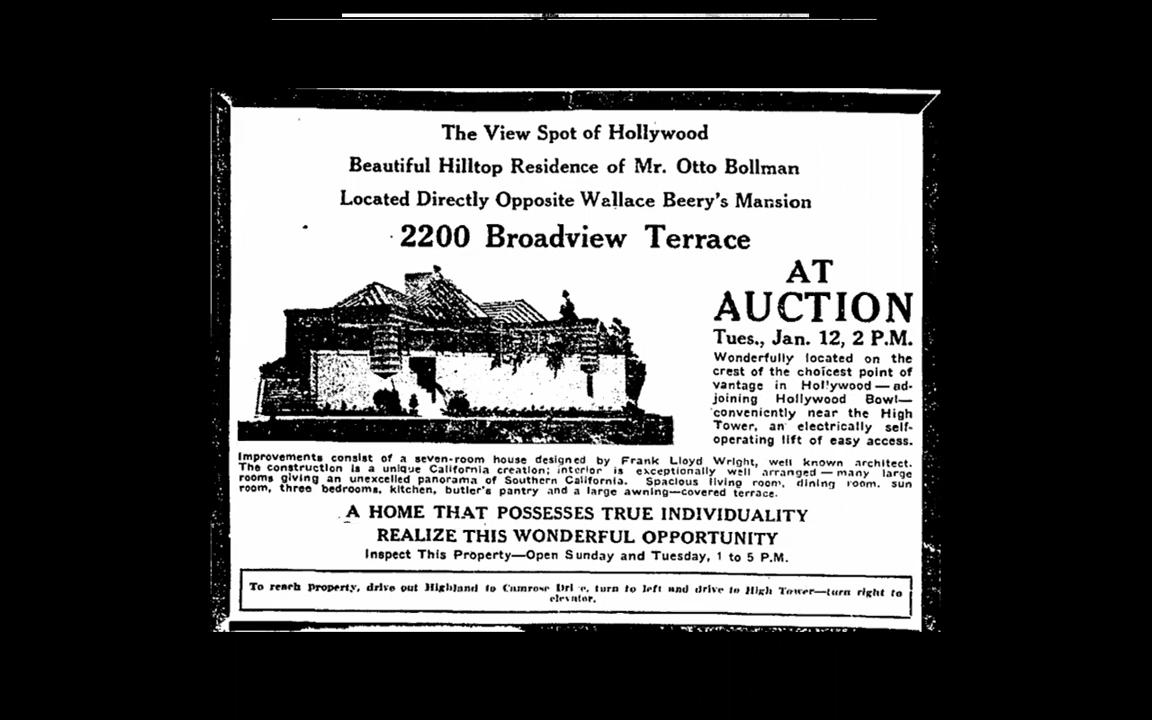 The View Spot of Hollywood
Beautiful Hilltop Residence of Mr. Otto Bollman
Located Directly Opposite Wallace Beery's Mansion
2200 Broadview Terrace
AT
AUCTION
Tues., Jan. 12, 2 P.M.
Wonderfully located on the
crest of the choicest point of
vantage in Hollywood — ad-
joining Hollywood Bowl—
conveniently near the High
Tower, an electrically self-
operating lift of easy access.
Improvements consist of a seven-room house designed by Frank Lloyd Wright, well known architect.
The construction is a unique California creation; interior is exceptionally well arranged — many large
rooms giving an unexcelled panorama of Southern California. Spacious living room, dining room, sun
room, three bedrooms, kitchen, butler's pantry and a large awning—covered terrace.
A HOME THAT POSSESSES TRUE INDIVIDUALITY
REALIZE THIS WONDERFUL OPPORTUNITY
Inspect This Property—Open Sunday and Tuesday, 1 to 5 P.M.
To reach property, drive out Highland to Camrose Drive, turn to left and drive to High Tower—turn right to
elevator.